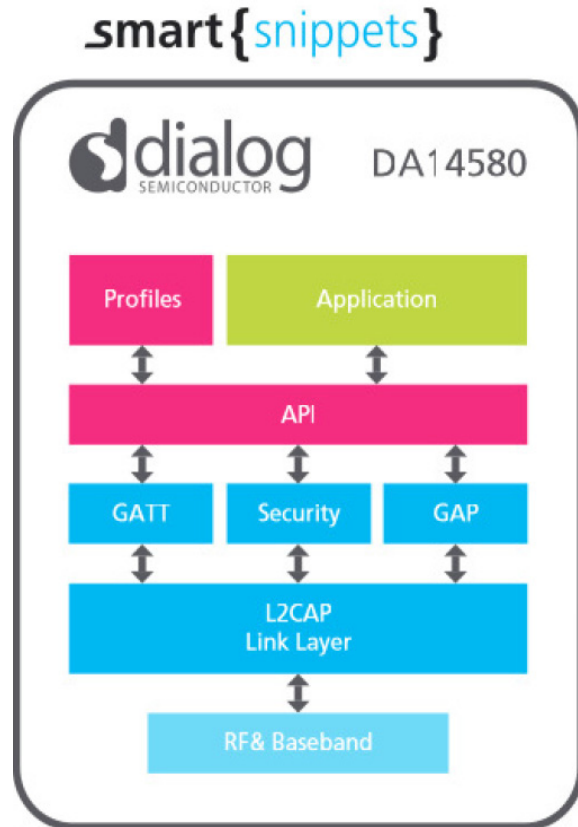 smart{snippets}
dialog
SEMICONDUCTOR
DA14580
Profiles
Application
API
GATT
Security
GAP
L2CAP
Link Layer
RF& Baseband